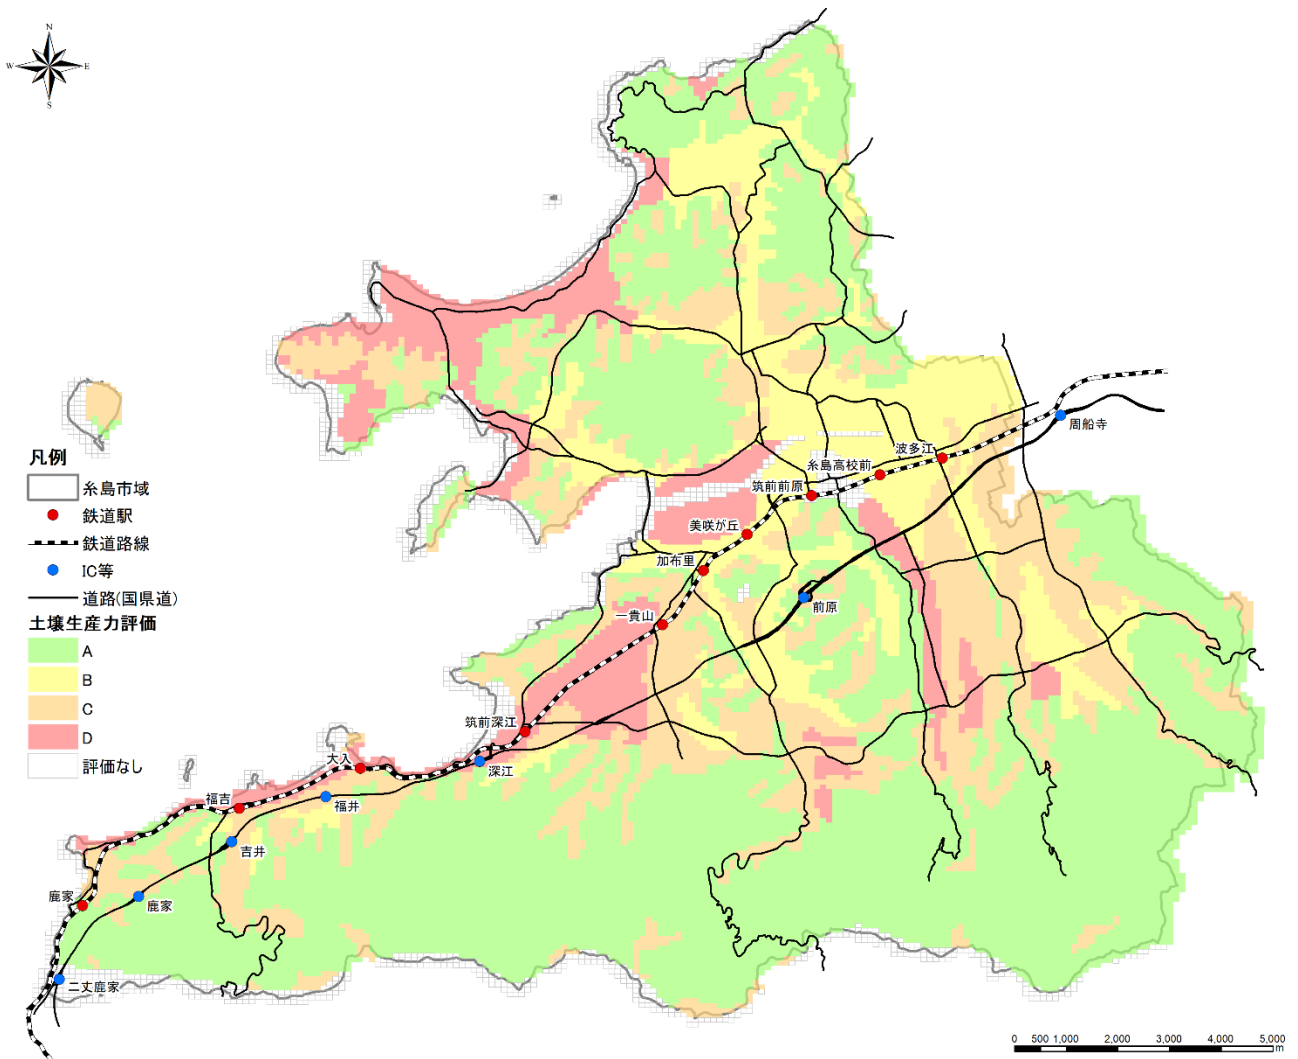 N
W
E
S
周船寺
波多江
糸島高校前
筑前前原
美咲が丘
加布里
前原
一貴山
筑前深江
深江
大入
福井
福吉
吉井
鹿家
鹿家
二丈鹿家
凡例
糸島市域
鉄道駅
鉄道路線
IC等
道路(国県道)
土壌生産力評価
A
B
C
D
評価なし
0 500 1,000 2,000 3,000 4,000 5,000
m